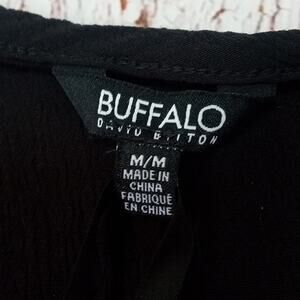 BUFFALO
DAVID BITTON
M/M
MADE IN
CHINA
FABRIQUÉ
EN CHINE